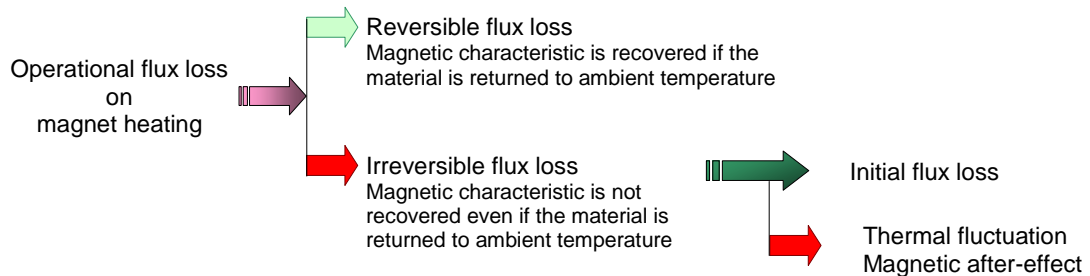 Operational flux loss
on
magnet heating
Reversible flux loss
Magnetic characteristic is recovered if the
material is returned to ambient temperature
Irreversible flux loss
Magnetic characteristic is not
recovered even if the material is
returned to ambient temperature
Initial flux loss
Thermal fluctuation
Magnetic after-effect